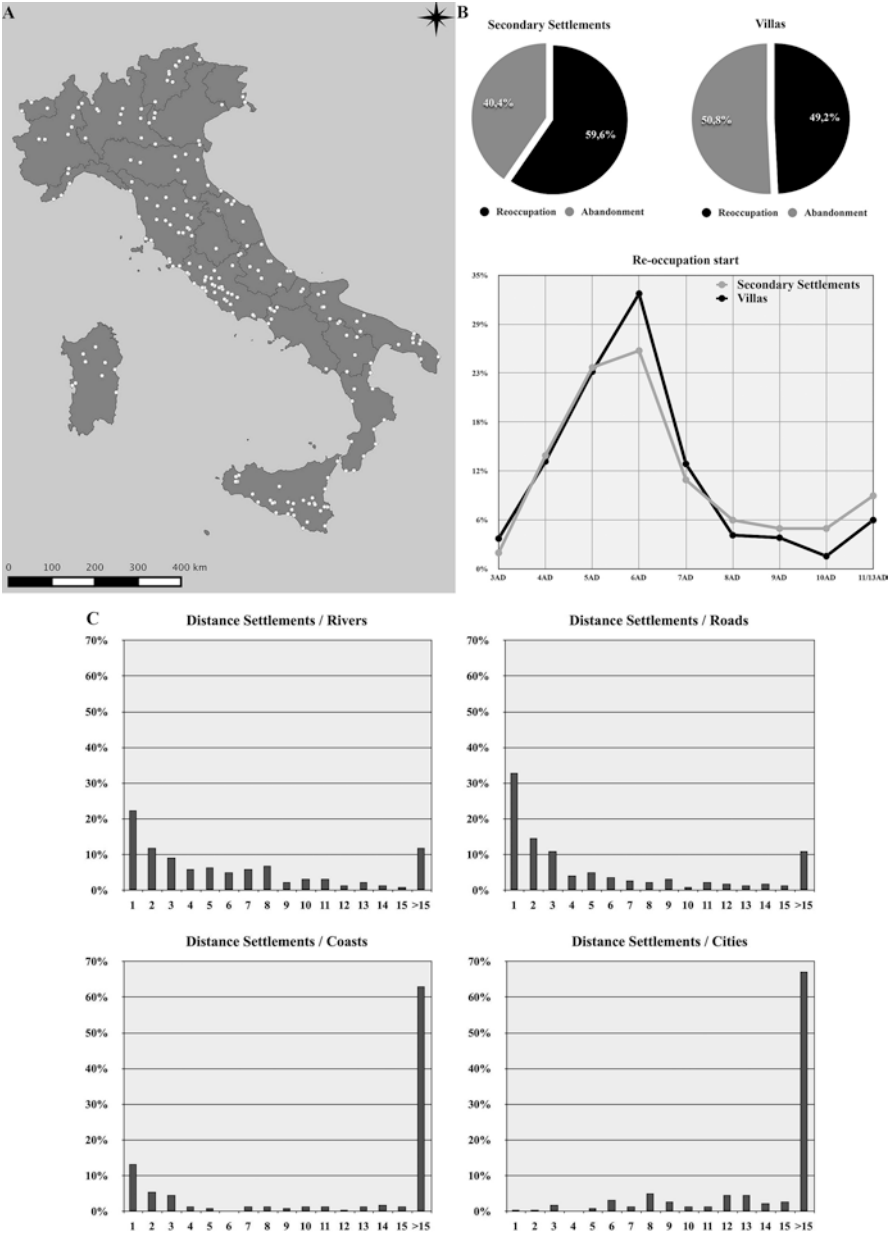 A
B
Secondary Settlements
Villas
40,4%
59,6%
50,8%
49,2%
Reoccupation Abandonment
Reoccupation Abandonment
Re-occupation start
35%
29%
23%
18%
12%
6%
0%
Secondary Settlements
Villas
3AD 4AD 5AD 6AD 7AD 8AD 9AD 10AD 11/13AD
0 100 200 300 400 km
C
Distance Settlements / Rivers
70%
60%
50%
40%
30%
20%
10%
0%
1 2 3 4 5 6 7 8 9 10 11 12 13 14 15 >15
Distance Settlements / Roads
70%
60%
50%
40%
30%
20%
10%
0%
1 2 3 4 5 6 7 8 9 10 11 12 13 14 15 >15
Distance Settlements / Coasts
70%
60%
50%
40%
30%
20%
10%
0%
1 2 3 4 5 6 7 8 9 10 11 12 13 14 15 >15
Distance Settlements / Cities
70%
60%
50%
40%
30%
20%
10%
0%
1 2 3 4 5 6 7 8 9 10 11 12 13 14 15 >15